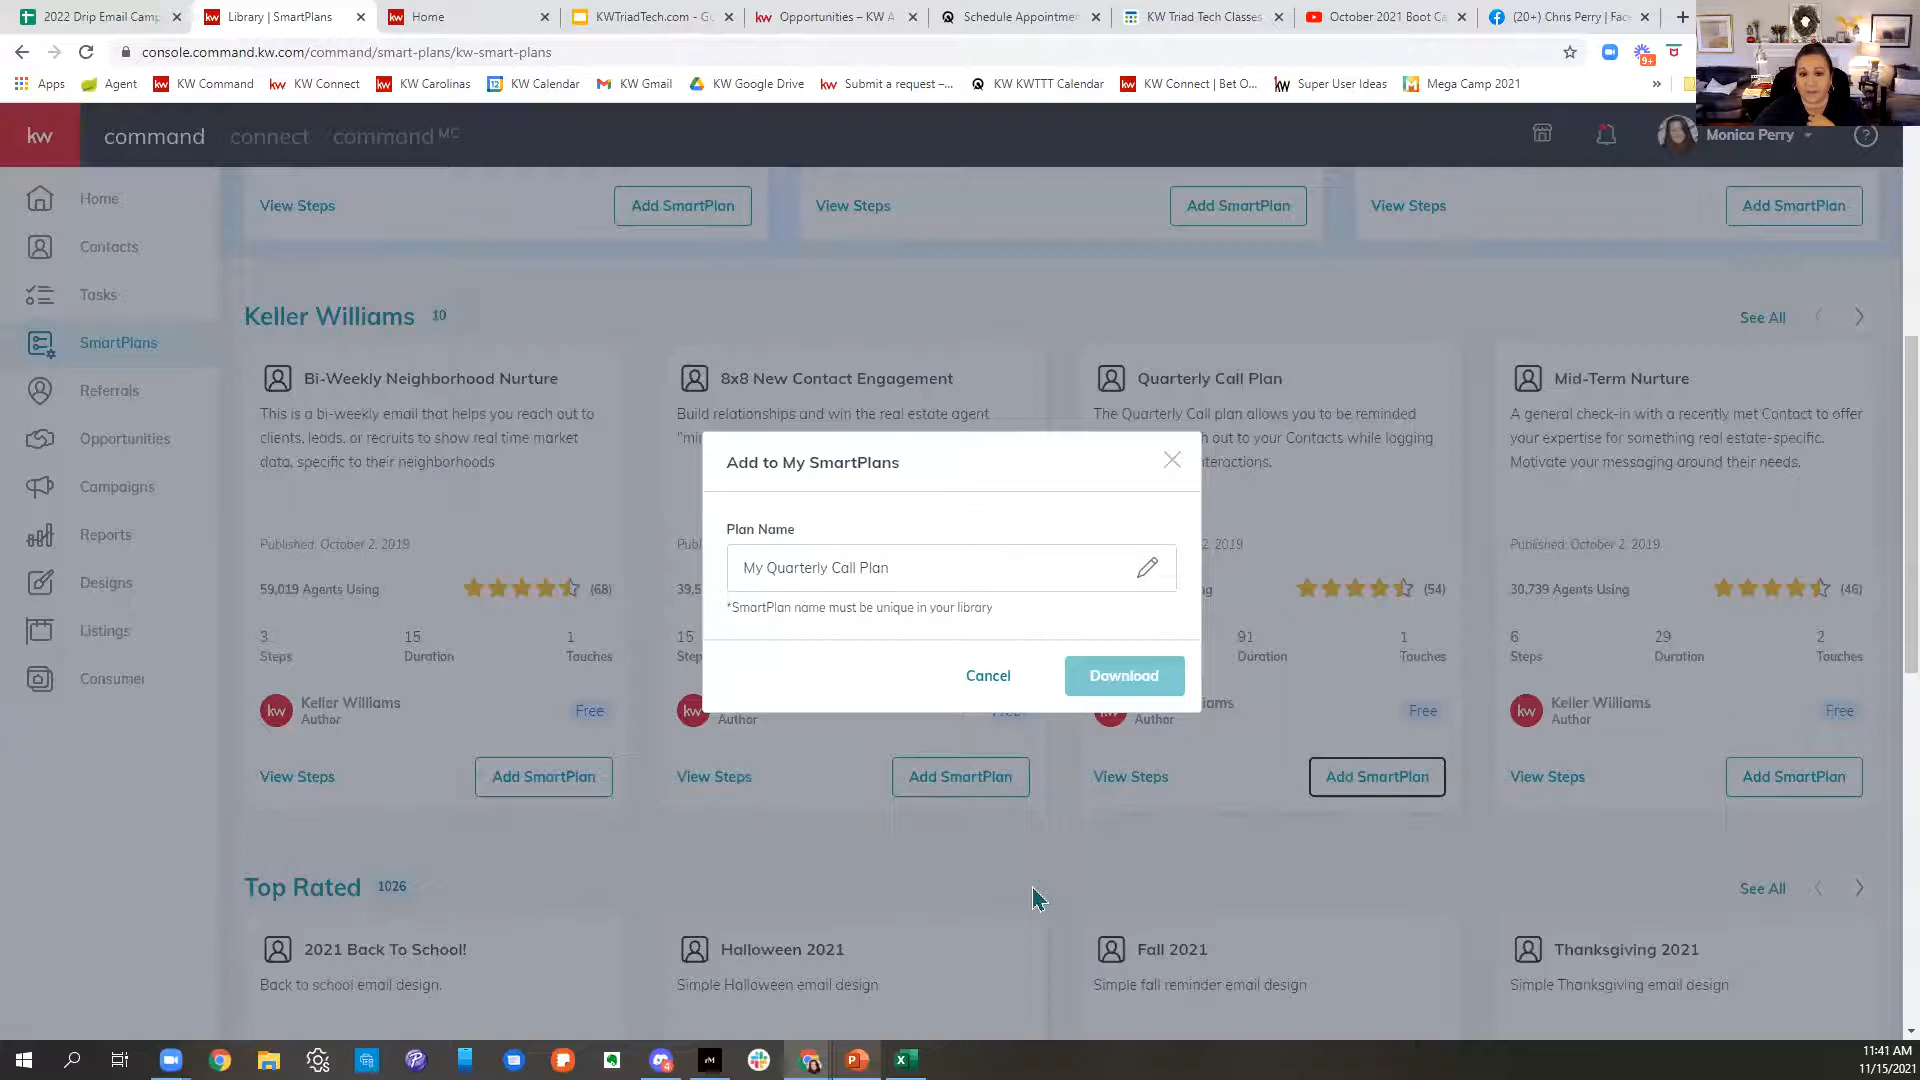 2022 Drip Email Camp
Library | SmartPlans
Home
KWTriadTech.com - G
Opportunities – KW A
Schedule Appointme
KW Triad Tech Classes
October 2021 Boot Ca
(20+) Chris Perry | Fac
console.command.kw.com/command/smart-plans/kw-smart-plans
9+
Apps
Agent
KW Command
KW Connect
KW Carolinas
KW Calendar
KW Gmail
KW Google Drive
Submit a request –...
KW KWTTT Calendar
KW Connect | Bet O...
Super User Ideas
Mega Camp 2021
kw
command
connect
command MC
Monica Perry
Home
Contacts
Tasks
SmartPlans
Referrals
Opportunities
Campaigns
Reports
Designs
Listings
Consumer
View Steps
Add SmartPlan
View Steps
Add SmartPlan
View Steps
Add SmartPlan
Keller Williams 10
See All
Bi-Weekly Neighborhood Nurture
This is a bi-weekly email that helps you reach out to
clients, leads, or recruits to show real time market
data, specific to their neighborhoods
Published: October 2, 2019
59,019 Agents Using
(68)
3
15
1
Steps
Duration
Touches
kw
Keller Williams
Author
Free
View Steps
Add SmartPlan
8x8 New Contact Engagement
Build relationships and win the real estate agent
"min
Publ
39,5
15
Step
kw
Author
View Steps
Add SmartPlan
Quarterly Call Plan
The Quarterly Call plan allows you to be reminded
h out to your Contacts while logging
teractions.
2, 2019
(54)
91
1
Duration
Touches
kw
iams
Author
Free
View Steps
Add SmartPlan
Mid-Term Nurture
A general check-in with a recently met Contact to offer
your expertise for something real estate-specific.
Motivate your messaging around their needs.
Published: October 2, 2019
30,739 Agents Using
(46)
6
29
2
Steps
Duration
Touches
kw
Keller Williams
Author
Free
View Steps
Add SmartPlan
Add to My SmartPlans
Plan Name
My Quarterly Call Plan
*SmartPlan name must be unique in your library
Cancel
Download
Top Rated 1026
See All
2021 Back To School!
Back to school email design.
Halloween 2021
Simple Halloween email design
Fall 2021
Simple fall reminder email design
Thanksgiving 2021
Simple Thanksgiving email design
11:41 AM
11/15/2021